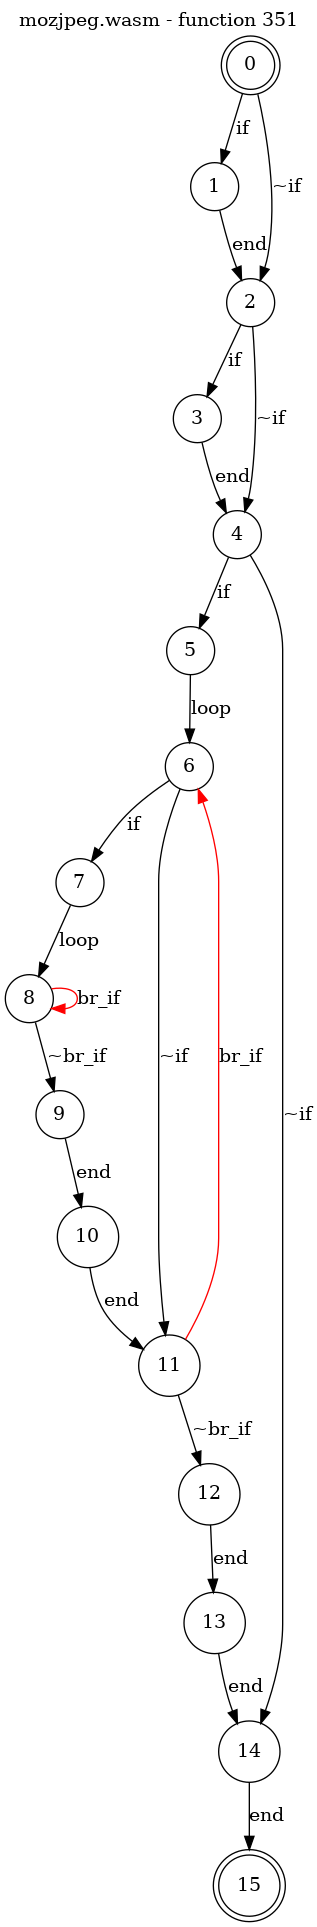 mozjpeg.wasm - function 351
0
if
~if
1
end
2
if
~if
3
end
4
if
5
loop
6
if
7
loop
8
br_if
~br_if
~if
br_if
~if
9
end
10
end
11
~br_if
12
end
13
end
14
end
15